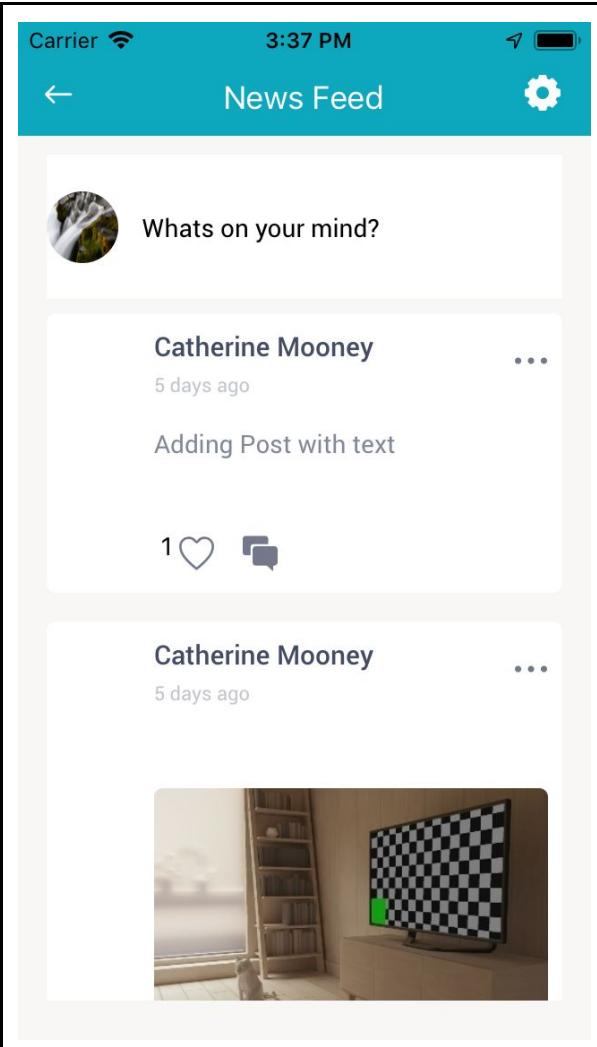 Carrier 3:37 PM
News Feed
Whats on your mind?
Catherine Mooney
5 days ago
Adding Post with text
1
Catherine Mooney
5 days ago